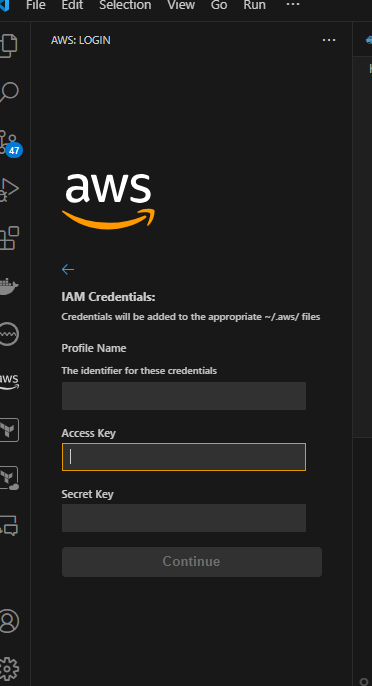 File Edit Selection View Go Run ...
AWS: LOGIN ...
47
aws
IAM Credentials:
Credentials will be added to the appropriate ~/.aws/ files
Profile Name
The identifier for these credentials
Access Key
aws
Secret Key
Continue